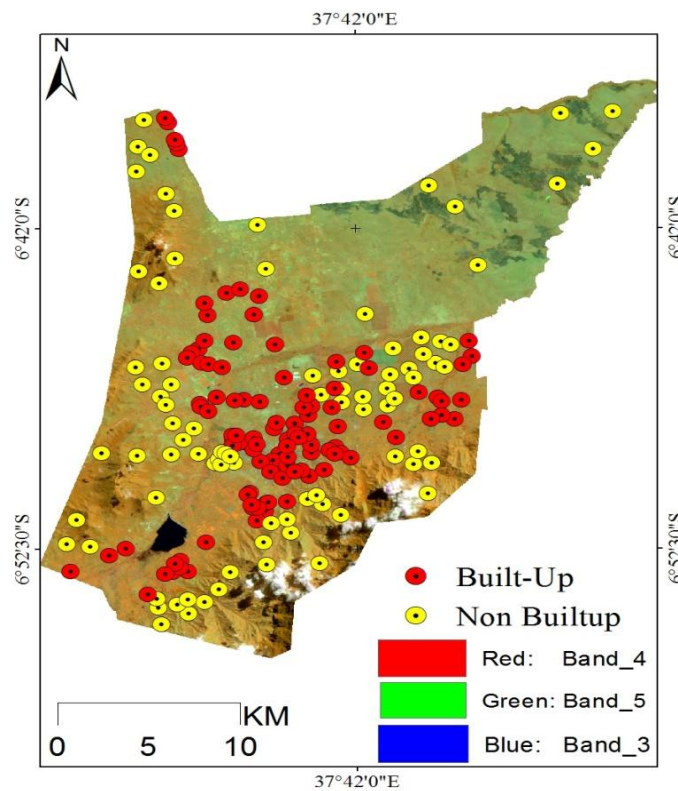 37°42'0"E
N
6°42'0"S
6°42'0"S
6°52'30"S
6°52'30"S
Built-Up
Non Builtup
Red: Band_4
Green: Band_5
Blue: Band_3
KM
0 5 10
37°42'0"E